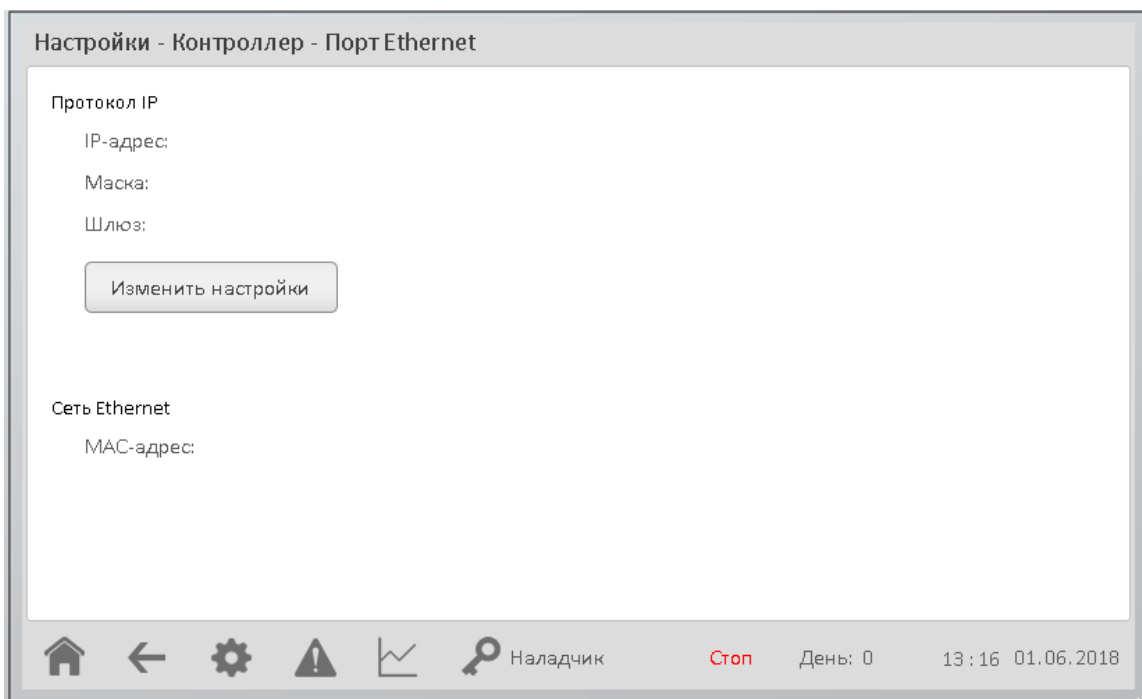 Настройки - Контроллер - Порт Ethernet
Протокол IP
IP-адрес:
Маска:
Шлюз:
Изменить настройки
Сеть Ethernet
MAC-адрес:
Наладчик Стоп День: 0 13:16 01.06.2018